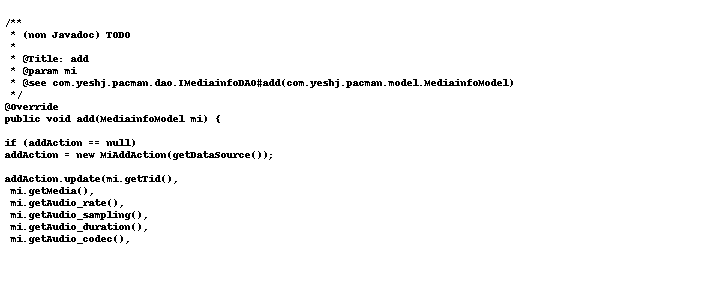 /**
 * (non Javadoc) TODO
 *
 * @Title: add
 * @param mi
 * @see com.yeshj.pacman.dao.IMediainfoDAO#add(com.yeshj.pacman.model.MediainfoModel)
 */
@Override
public void add(MediainfoModel mi) {
if (addAction == null)
addAction = new MiAddAction(getDataSource());
addAction.update(mi.getTid(),
 mi.getMedia(),
 mi.getAudio_rate(),
 mi.getAudio_sampling(),
 mi.getAudio_duration(),
 mi.getAudio_codec(),